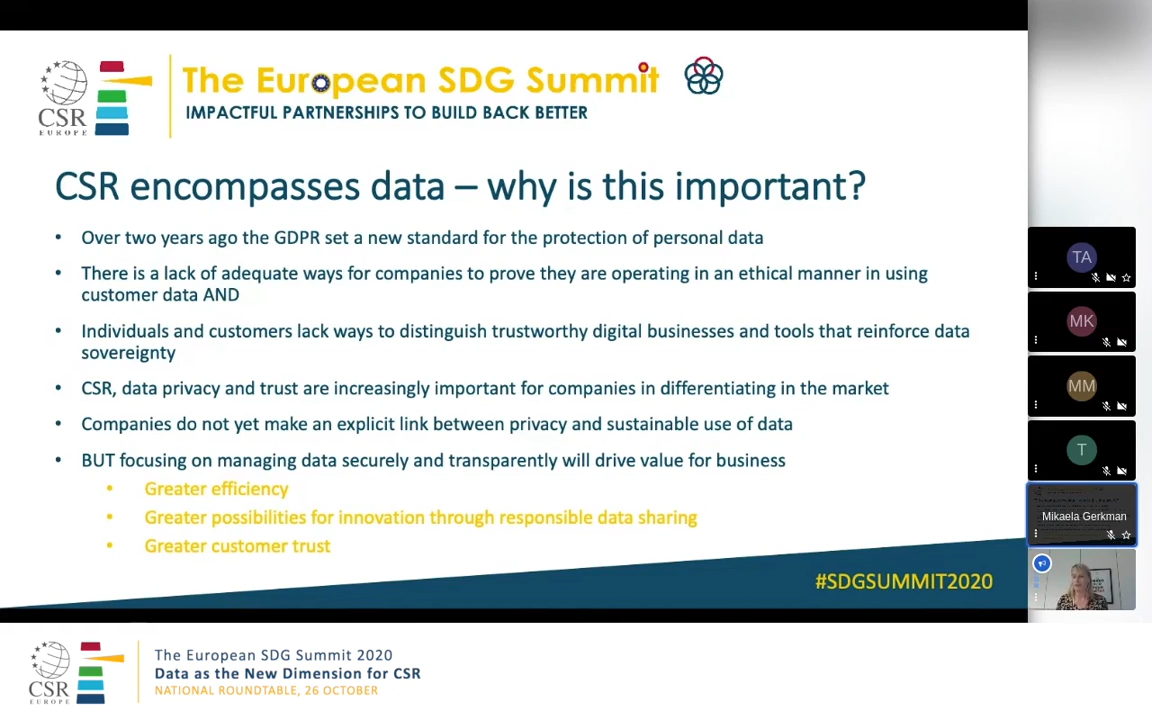 CSR
EUROPE
The European SDG Summit
IMPACTFUL PARTNERSHIPS TO BUILD BACK BETTER
CSR encompasses data – why is this important?
• Over two years ago the GDPR set a new standard for the protection of personal data
• There is a lack of adequate ways for companies to prove they are operating in an ethical manner in using
customer data AND
• Individuals and customers lack ways to distinguish trustworthy digital businesses and tools that reinforce data
sovereignty
• CSR, data privacy and trust are increasingly important for companies in differentiating in the market
• Companies do not yet make an explicit link between privacy and sustainable use of data
• BUT focusing on managing data securely and transparently will drive value for business
• Greater efficiency
• Greater possibilities for innovation through responsible data sharing
• Greater customer trust
#SDGSUMMIT2020
TA
MK
MM
T
Mikaela Gerkman
CSR
EUROPE
The European SDG Summit 2020
Data as the New Dimension for CSR
NATIONAL ROUNDTABLE, 26 OCTOBER